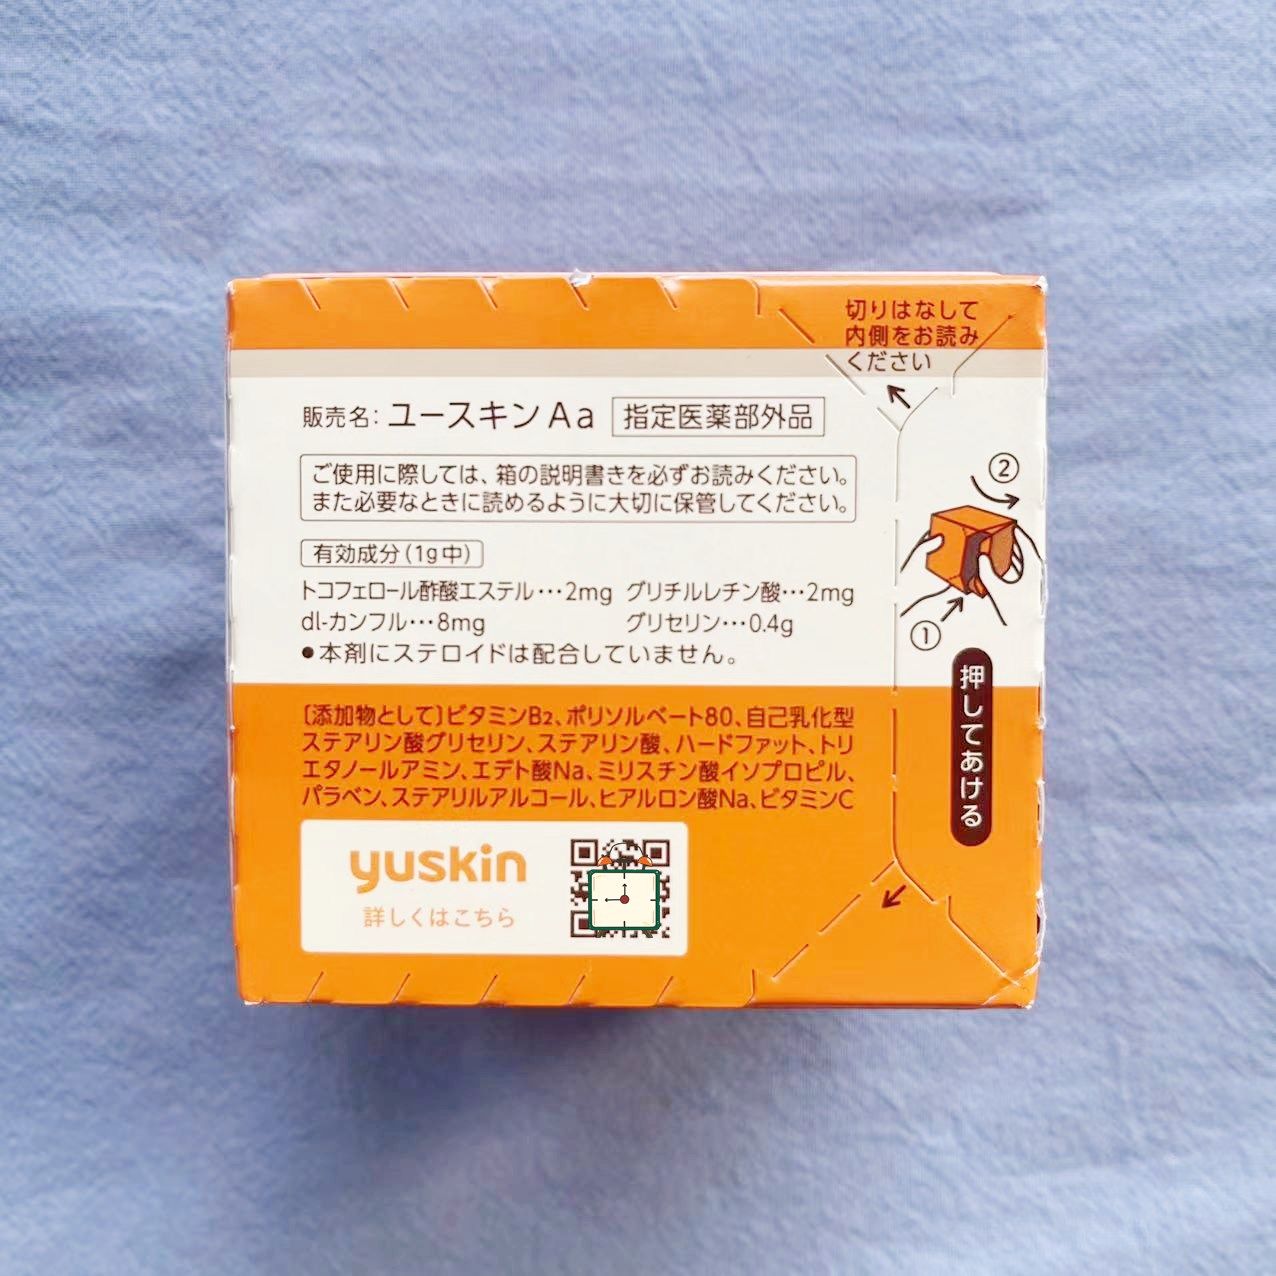 切りはなして
内側をお読み
ください
販売名: ユースキンAa 指定医薬部外品
ご使用に際しては、箱の説明書きを必ずお読みください。
また必要なときに読めるように大切に保管してください。
有効成分(1g中)
トコフェロール酢酸エステル…2mg グリチルレチン酸…2mg
dl-カンフル…8mg グリセリン…0.4g
●本剤にステロイドは配合していません。
〔添加物として〕ビタミンB2、ポリソルベート80、自己乳化型
ステアリン酸グリセリン、ステアリン酸、ハードファット、トリ
エタノールアミン、エデト酸Na、ミリスチン酸イソプロピル、
パラベン、ステアリルアルコール、ヒアルロン酸Na、ビタミンC
yuskin
詳しくはこちら
②
①
押してあける